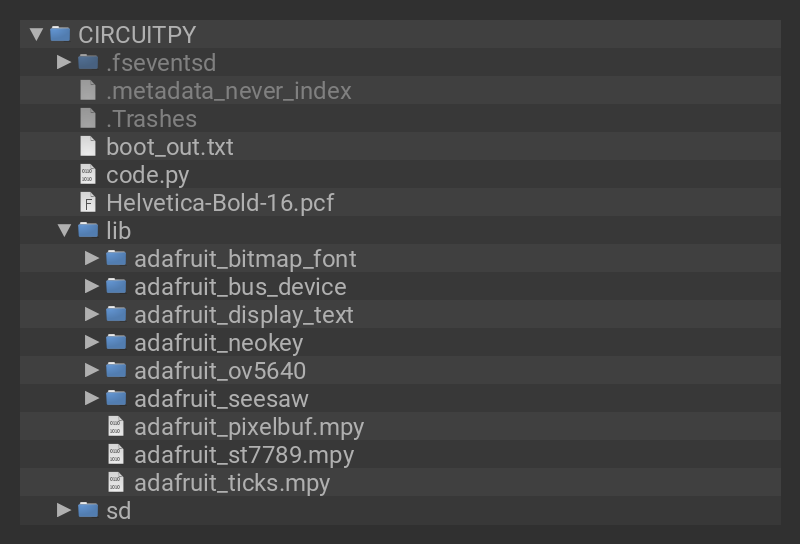 CIRCUITPY
.fseventsd
.metadata_never_index
.Trashes
boot_out.txt
code.py
Helvetica-Bold-16.pcf
lib
adafruit_bitmap_font
adafruit_bus_device
adafruit_display_text
adafruit_neokey
adafruit_ov5640
adafruit_seesaw
adafruit_pixelbuf.mpy
adafruit_st7789.mpy
adafruit_ticks.mpy
sd